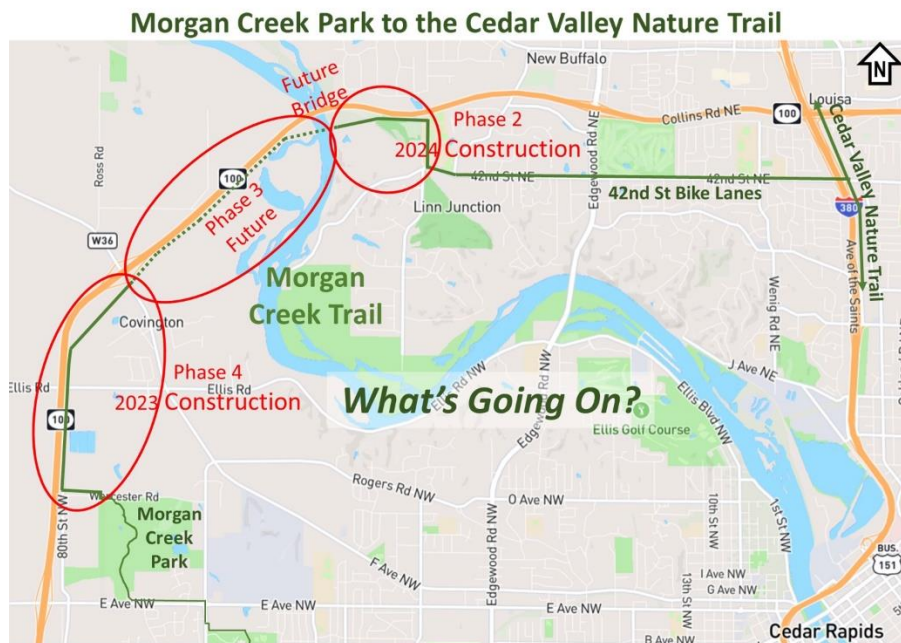 Morgan Creek Park to the Cedar Valley Nature Trail
N
New Buffalo
Future
Bridge
Louisa
Collins Rd NE
100
Phase 2
2024 Construction
Ross Rd
Edgewood Rd NE
Cedar Valley Nature Trail
100
42nd St NE
42nd St NE
42nd St Bike Lanes
Phase 3
Future
Linn Junction
380
W36
Morgan
Creek Trail
Ave of the Saints
Wenig Rd NE
Covington
Phase 4
2023 Construction
Ellis Rd
Ellis Rd
Ellis Rd NW
J Ave NE
What's Going On?
100
Edgewood Rd NW
Ellis Golf Course
Ellis Blvd NW
Rogers Rd NW
Worcester Rd
O Ave NW
80th St NW
Morgan
Creek
Park
Edgewood Rd NW
10th St NW
1st St NW
F Ave NW
13th St NW
I Ave NW
G Ave NW
BUS.
151
E Ave NW
E Ave NW
E Ave NW
B Ave NW
Cedar Rapids